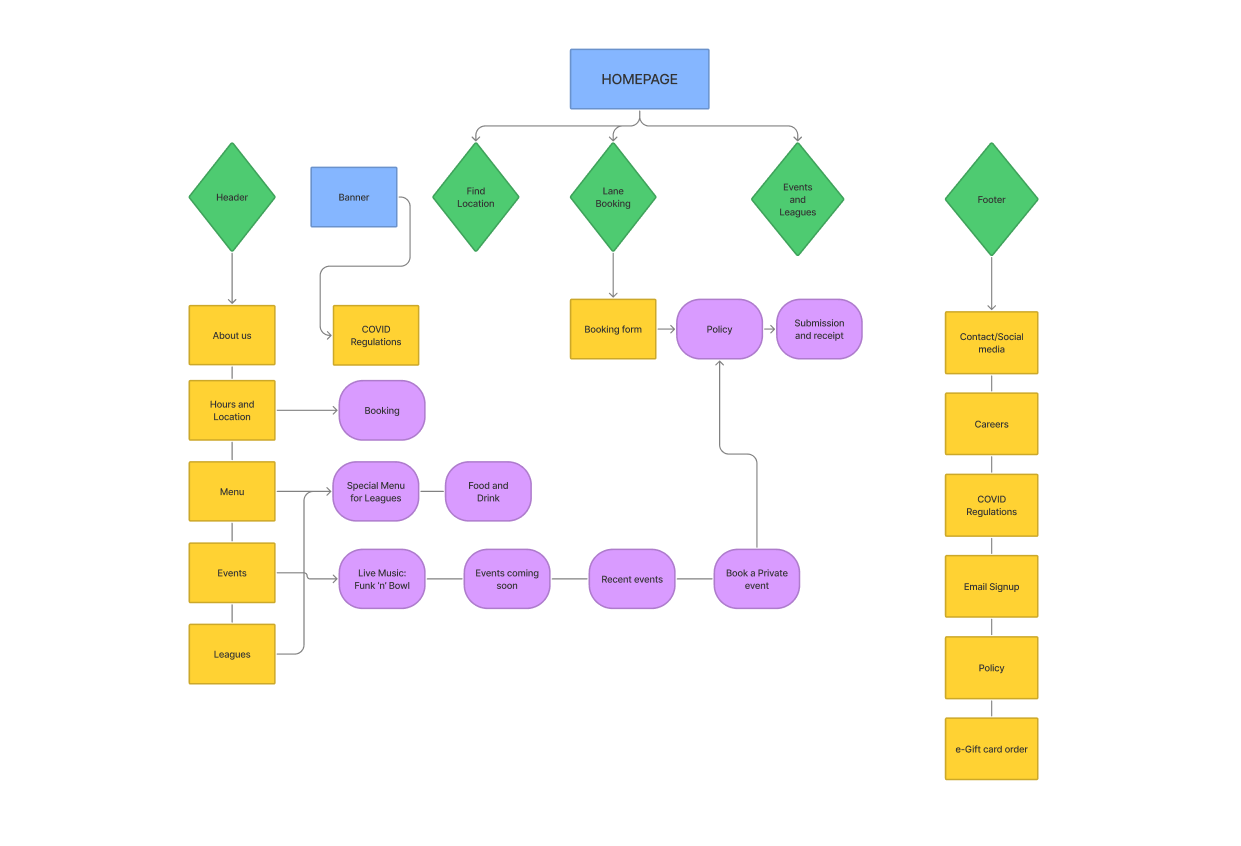 HOMEPAGE
Header
Banner
Find
Location
Lane
Booking
Events
and
Leagues
Footer
About us
COVID
Regulations
Booking form
Policy
Submission
and receipt
Contact/Social
media
Hours and
Location
Booking
Careers
Menu
Special Menu
for Leagues
Food and
Drink
COVID
Regulations
Events
Live Music:
Funk 'n' Bowl
Events coming
soon
Recent events
Book a Private
event
Email Signup
Leagues
Policy
e-Gift card order